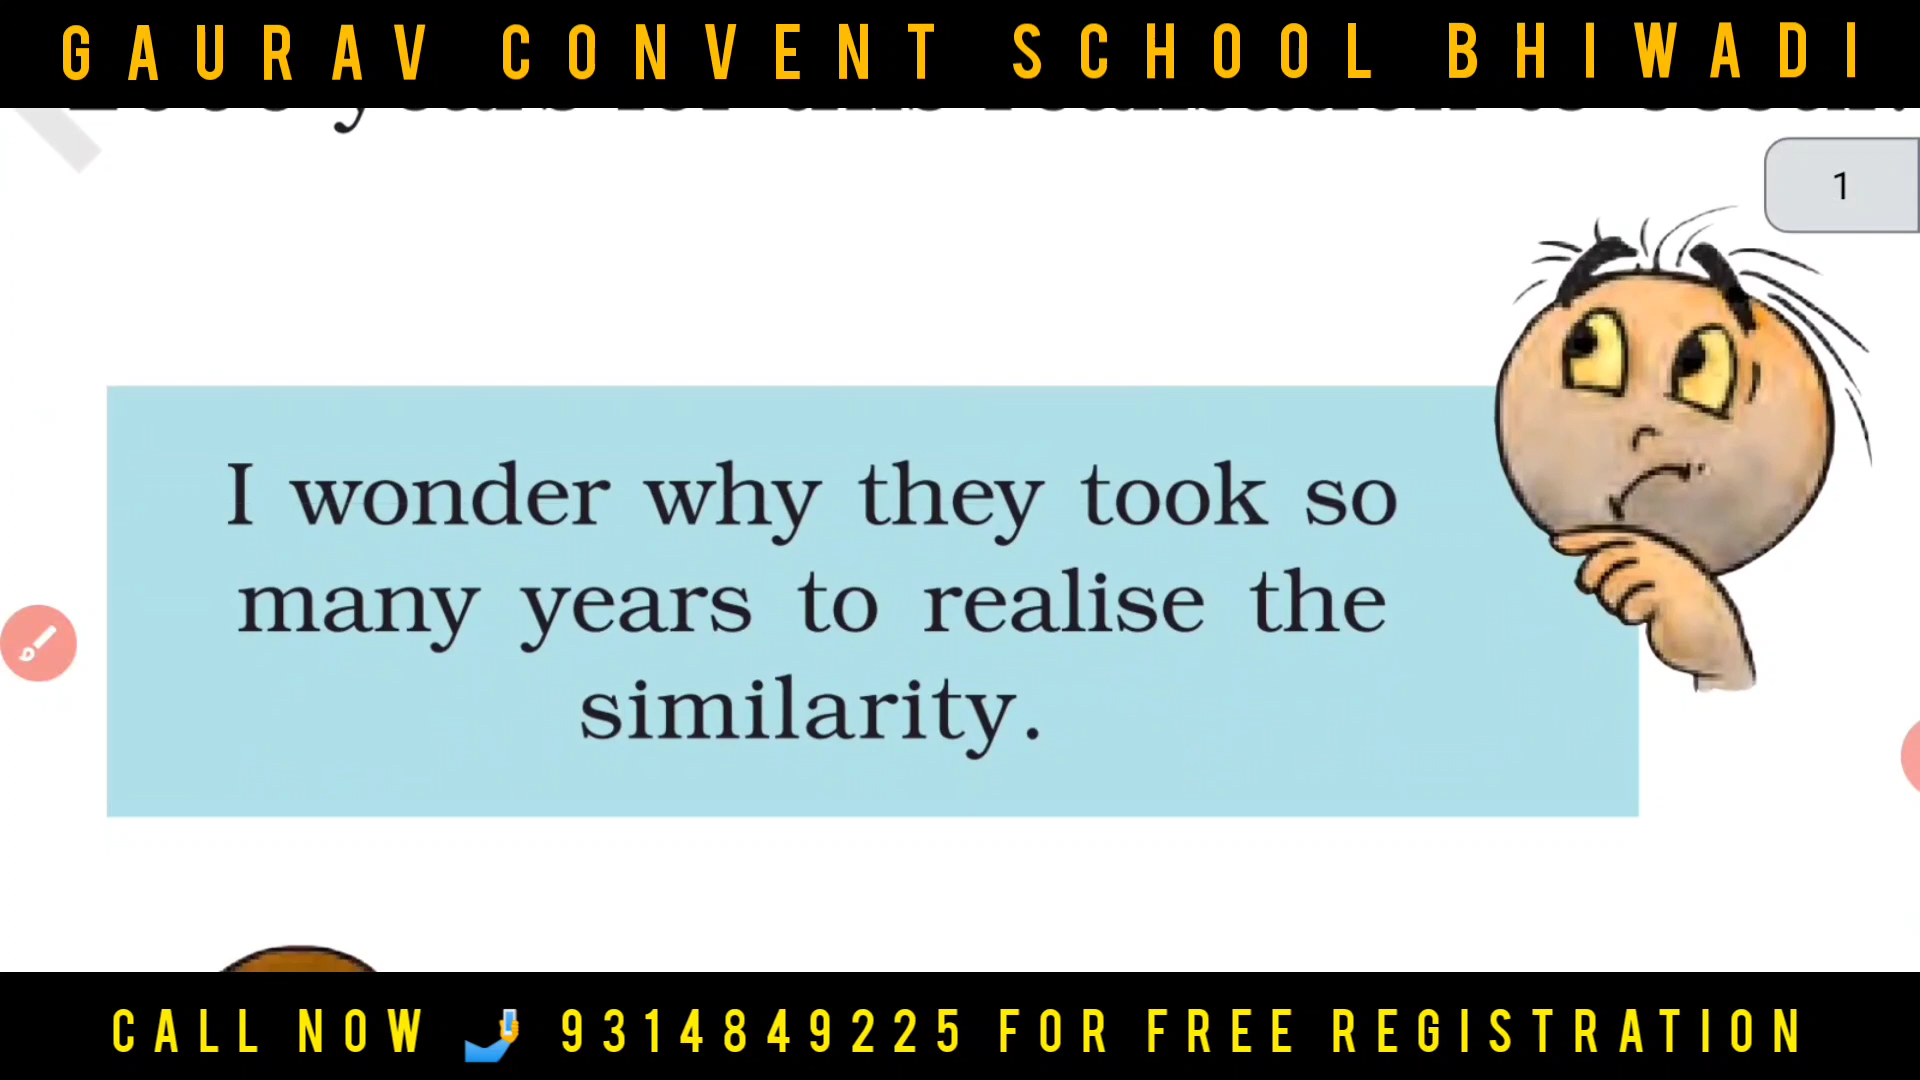 GAURAV CONVENT SCHOOL BHIWADI
1
I wonder why they took so
many years to realise the
similarity.
CALL NOW 9314849225 FOR FREE REGISTRATION